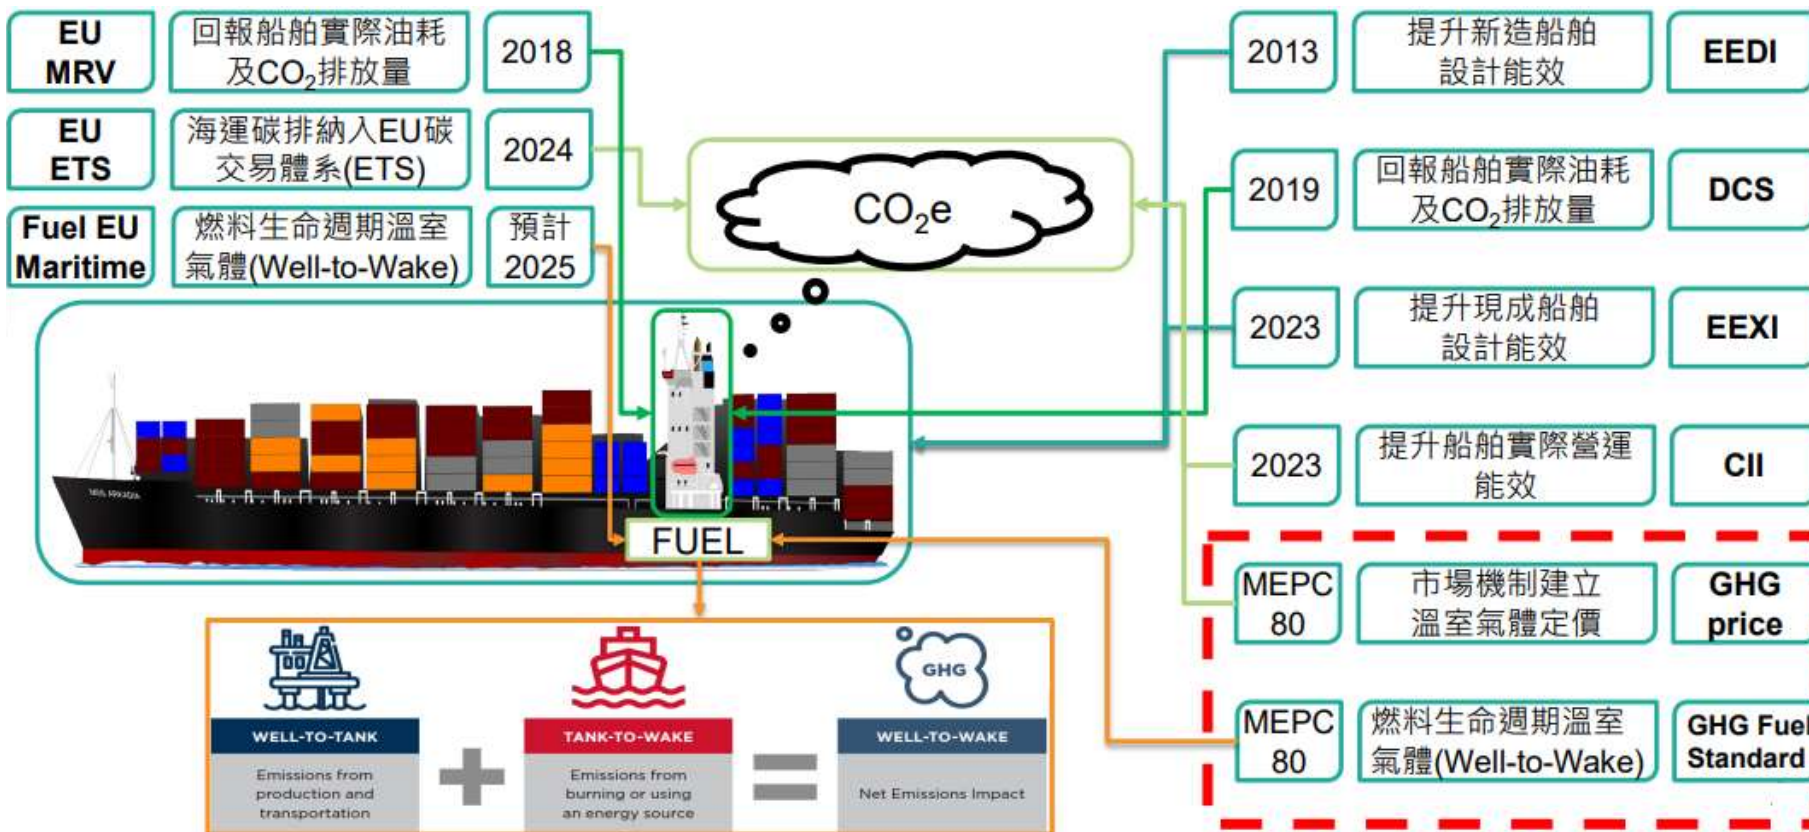 EU
MRV
回報船舶實際油耗
及CO₂排放量
2018
EU
ETS
海運碳排納入EU碳
交易體系(ETS)
2024
Fuel EU
Maritime
燃料生命週期溫室
氣體(Well-to-Wake)
預計
2025
CO₂e
2013
提升新造船舶
設計能效
EEDI
2019
回報船舶實際油耗
及CO₂排放量
DCS
2023
提升現成船舶
設計能效
EEXI
2023
提升船舶實際營運
能效
CII
MEPC
80
市場機制建立
溫室氣體定價
GHG
price
MEPC
80
燃料生命週期溫室
氣體(Well-to-Wake)
GHG Fuel
Standard
FUEL
WELL-TO-TANK
Emissions from
production and
transportation
TANK-TO-WAKE
Emissions from
burning or using
an energy source
GHG
WELL-TO-WAKE
Net Emissions Impact